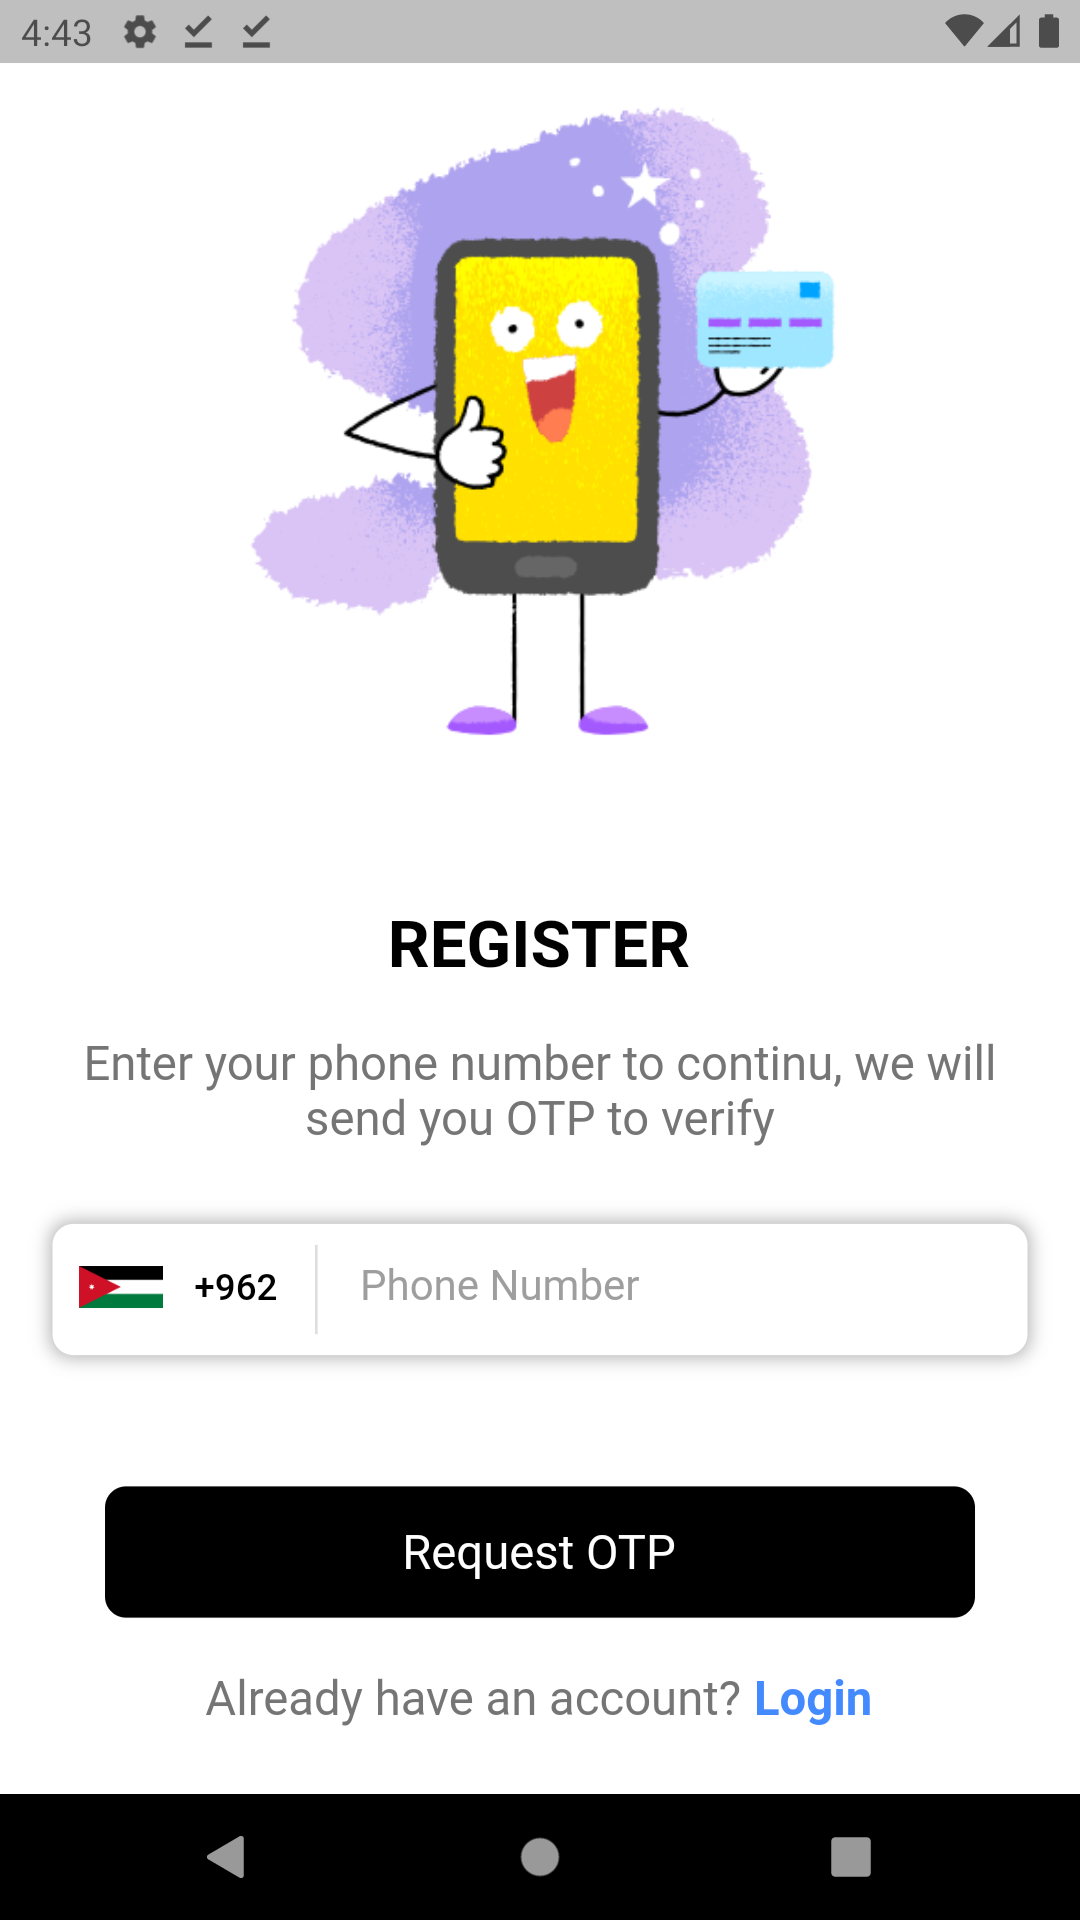 4:43
REGISTER
Enter your phone number to continu, we will
send you OTP to verify
+962 Phone Number
Request OTP
Already have an account? Login